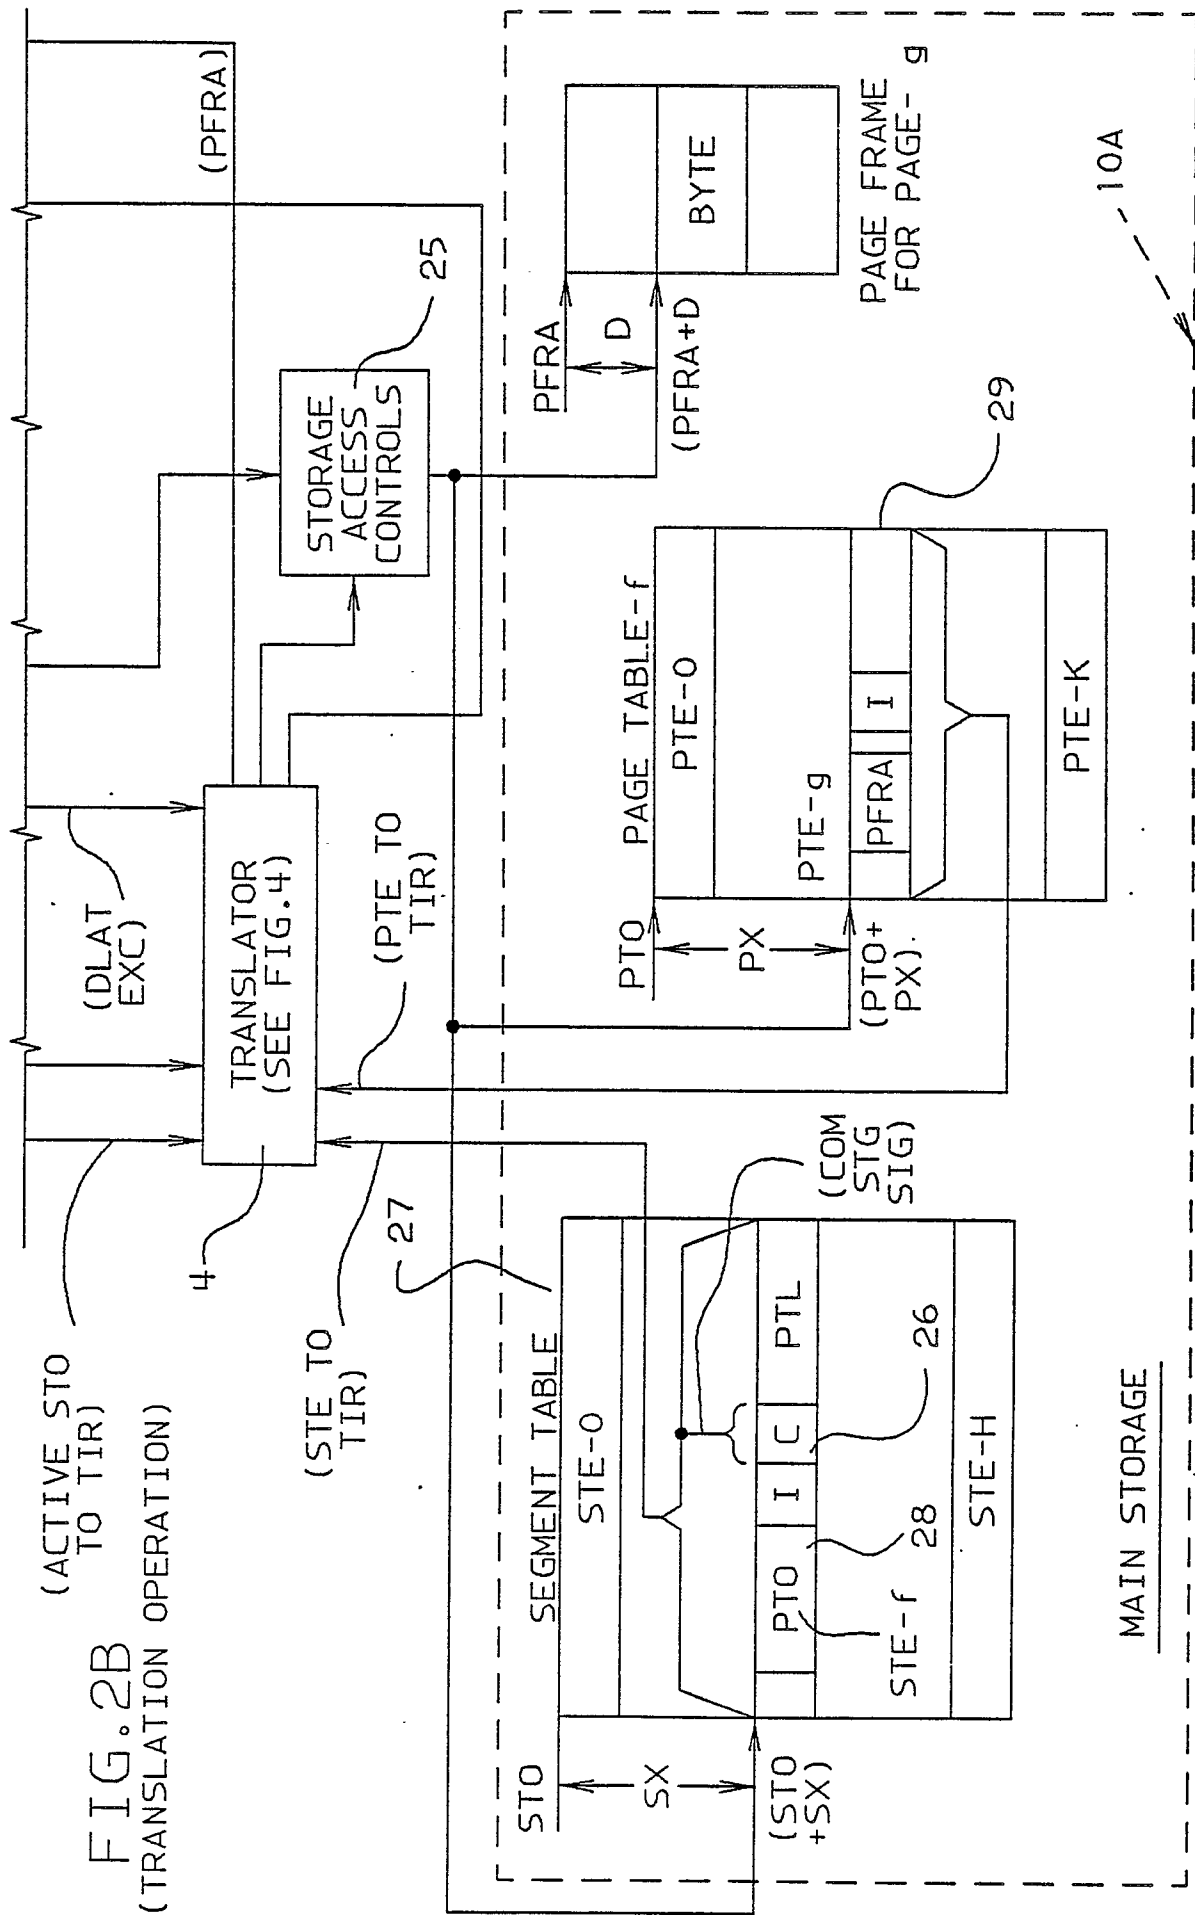 FIG.2B
(TRANSLATION OPERATION)
(ACTIVE STO
TO TIR)
(DLAT
EXC)
(PFRA)
4
TRANSLATOR
(SEE FIG.4)
STORAGE
ACCESS
CONTROLS
25
(STE TO
TIR)
(PTE TO
TIR)
27
STO
SEGMENT TABLE
STE-0
SX
(STO
+SX)
PTO
I
C
PTL
STE-f
28
26
STE-H
(COM
STG
SIG)
PTO
PAGE TABLE-f
PTE-0
PX
PTE-g
(PTO+
PX)
PFRA
I
29
PTE-K
PFRA
D
(PFRA+D)
BYTE
PAGE FRAME
FOR PAGE-g
MAIN STORAGE
10A